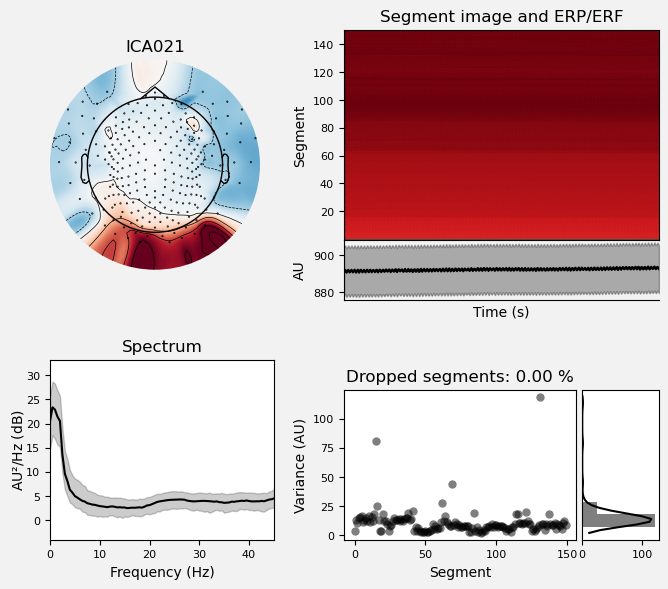 ICA021
Segment image and ERP/ERF
Segment
140
120
100
80
60
40
20
AU
900
880
Time (s)
Spectrum
AU²/Hz (dB)
30
25
20
15
10
5
0
0 10 20 30 40
Frequency (Hz)
Dropped segments: 0.00 %
Variance (AU)
100
75
50
25
0
0 50 100 150
Segment
0 100